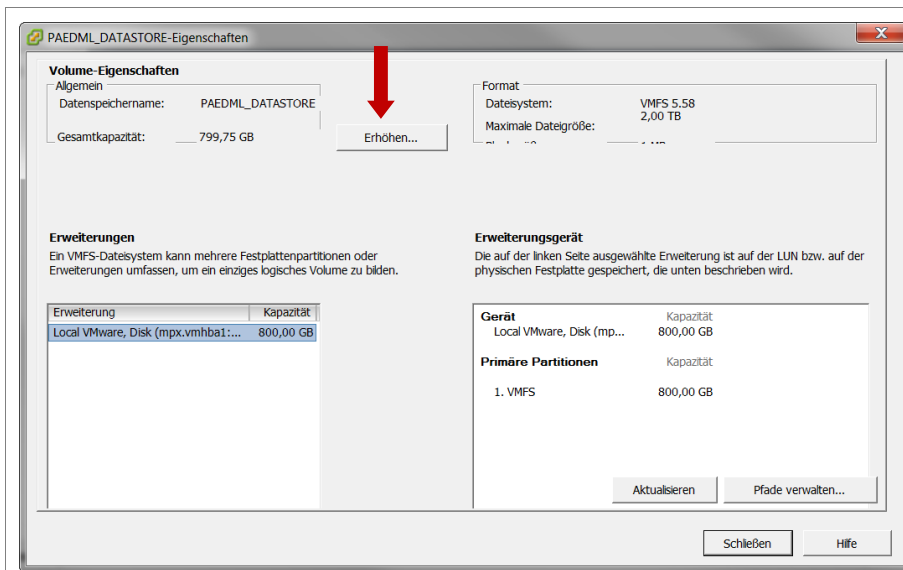 PAEDML_DATASTORE-Eigenschaften
Volume-Eigenschaften
Allgemein
Datenspeichername: PAEDML_DATASTORE
Gesamtkapazität: 799,75 GB
Erhöhen...
Format
Dateisystem: VMFS 5.58
Maximale Dateigröße: 2,00 TB
Erweiterungen
Ein VMFS-Dateisystem kann mehrere Festplattenpartitionen oder
Erweiterungen umfassen, um ein einziges logisches Volume zu bilden.
Erweiterung Kapazität
Local VMware, Disk (mpx.vmhba1:... 800,00 GB
Erweiterungsgerät
Die auf der linken Seite ausgewählte Erweiterung ist auf der LUN bzw. auf der
physischen Festplatte gespeichert, die unten beschrieben wird.
Gerät Kapazität
Local VMware, Disk (mp... 800,00 GB
Primäre Partitionen Kapazität
1. VMFS 800,00 GB
Aktualisieren
Pfade verwalten...
Schließen
Hilfe